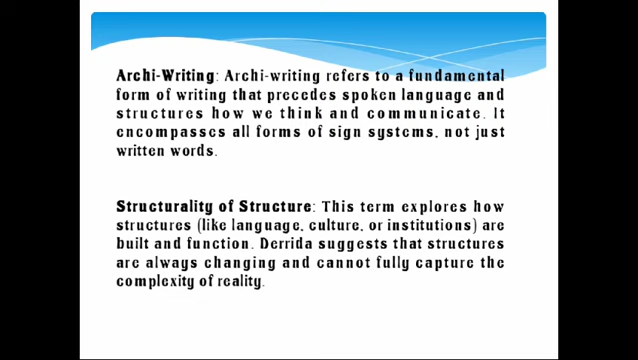 Archi-Writing: Archi-writing refers to a fundamental
form of writing that precedes spoken language and
structures how we think and communicate. It
encompasses all forms of sign systems, not just
written words.
Structurality of Structure: This term explores how
structures (like language, culture, or institutions) are
built and function. Derrida suggests that structures
are always changing and cannot fully capture the
complexity of reality.